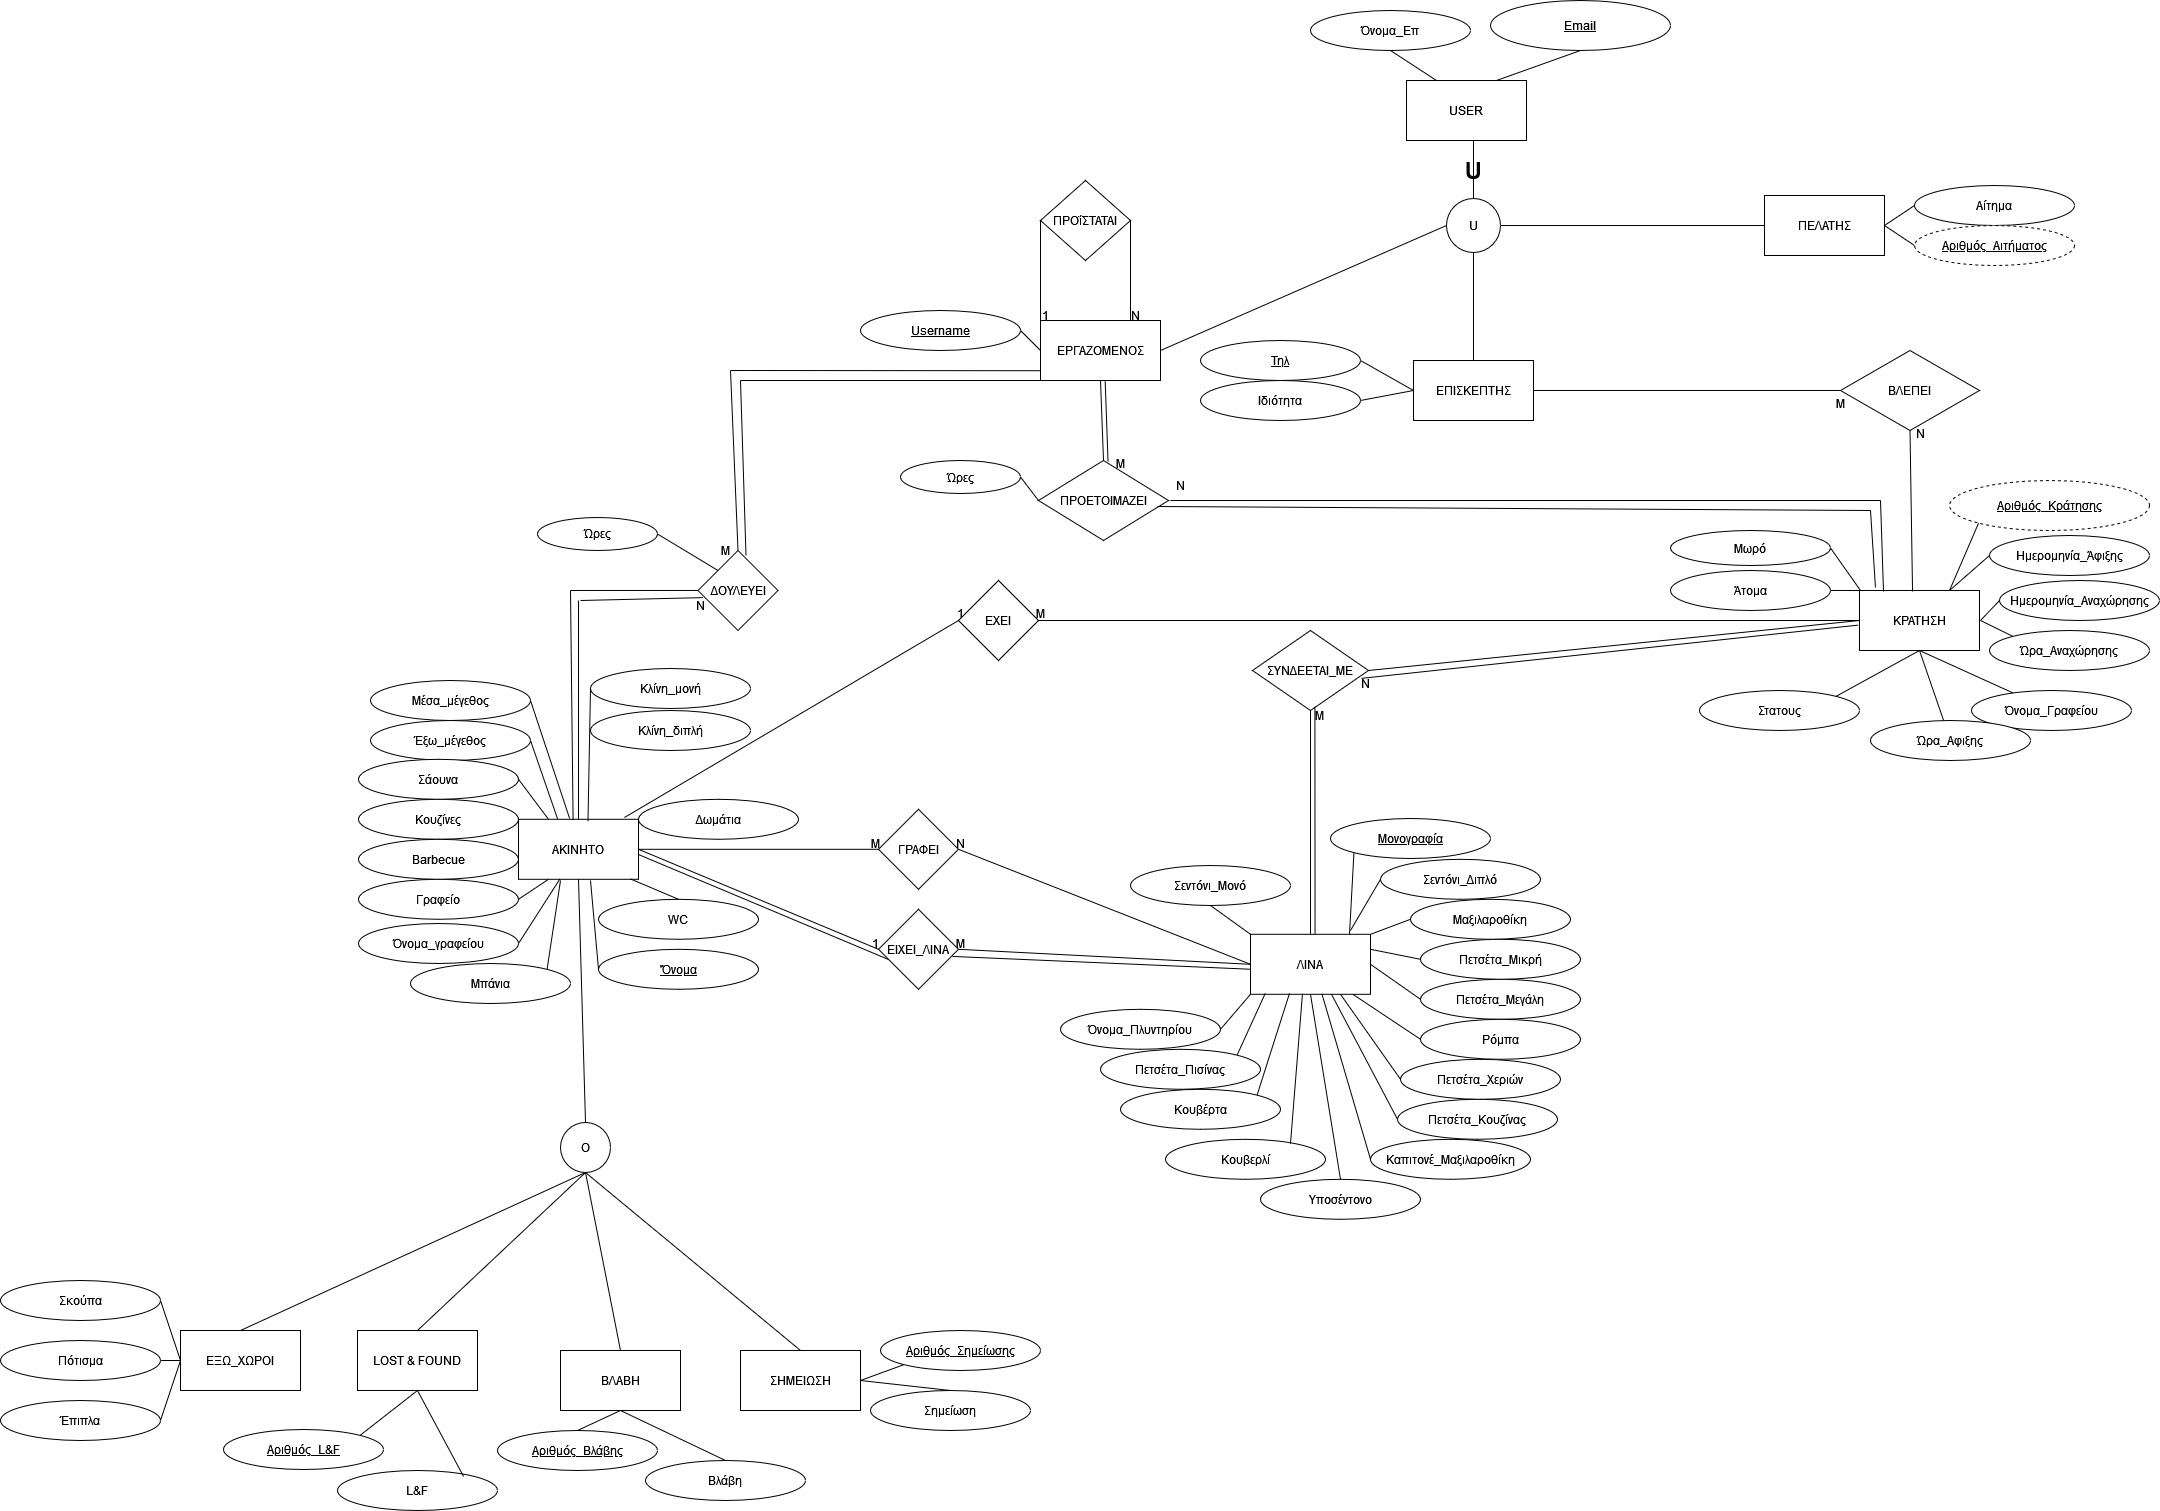 Όνομα_Επ
Email
USER
U
U
ΠΕΛΑΤΗΣ
Αίτημα
Αριθμός_Αιτήματος
ΠΡΟΪΣΤΑΤΑΙ
1
N
Username
ΕΡΓΑΖΟΜΕΝΟΣ
Τηλ
Ιδιότητα
ΕΠΙΣΚΕΠΤΗΣ
ΒΛΕΠΕΙ
M
N
Ώρες
M
ΠΡΟΕΤΟΙΜΑΖΕΙ
N
Αριθμός_Κράτησης
Ώρες
M
ΔΟΥΛΕΥΕΙ
N
Μωρό
Ημερομηνία_Άφιξης
Άτομα
Ημερομηνία_Αναχώρησης
1
ΕΧΕΙ
M
ΚΡΑΤΗΣΗ
Ώρα_Αναχώρησης
ΣΥΝΔΕΕΤΑΙ_ΜΕ
N
M
Στατους
Όνομα_Γραφείου
Ώρα_Αφιξης
Μέσα_μέγεθος
Κλίνη_μονή
Έξω_μέγεθος
Κλίνη_διπλή
Σάουνα
Κουζίνες
Δωμάτια
Barbecue
ΑΚΙΝΗΤΟ
M
ΓΡΑΦΕΙ
N
Γραφείο
WC
Όνομα_γραφείου
1
ΕΙΧΕΙ_ΛΙΝΑ
M
Μπάνια
Όνομα
Μονογραφία
Σεντόνι_Μονό
Σεντόνι_Διπλό
Μαξιλαροθίκη
ΛΙΝΑ
Πετσέτα_Μικρή
Πετσέτα_Μεγάλη
Όνομα_Πλυντηρίου
Ρόμπα
Πετσέτα_Πισίνας
Πετσέτα_Χεριών
Κουβέρτα
Πετσέτα_Κουζίνας
Κουβερλί
Καπιτονέ_Μαξιλαροθίκη
Υποσέντονο
O
Σκούπα
Πότισμα
Έπιπλα
ΕΞΩ_ΧΩΡΟΙ
LOST & FOUND
ΒΛΑΒΗ
ΣΗΜΕΙΩΣΗ
Αριθμός_Σημείωσης
Σημείωση
Αριθμός_L&F
L&F
Αριθμός_Βλάβης
Βλάβη